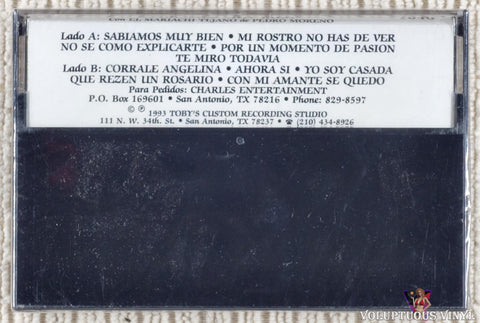 Con EL MARIACHI TEJANO de PEDRO MORENO
Lado A: SABIAMOS MUY BIEN • MI ROSTRO NO HAS DE VER
NO SE COMO EXPLICARTE • POR UN MOMENTO DE PASION
TE MIRO TODAVIA
Lado B: CORRALE ANGELINA • AHORA SI • YO SOY CASADA
QUE REZEN UN ROSARIO • CON MI AMANTE SE QUEDO
Para Pedidos: CHARLES ENTERTAINMENT
P.O. Box 169601 • San Antonio, TX 78216 • Phone: 829-8597
© ℗ 1993 TOBY'S CUSTOM RECORDING STUDIO
111 N. W. 34th. St. • San Antonio, TX 78237 • ☎ (210) 434-8926
VOLUPTUOUS VINYL